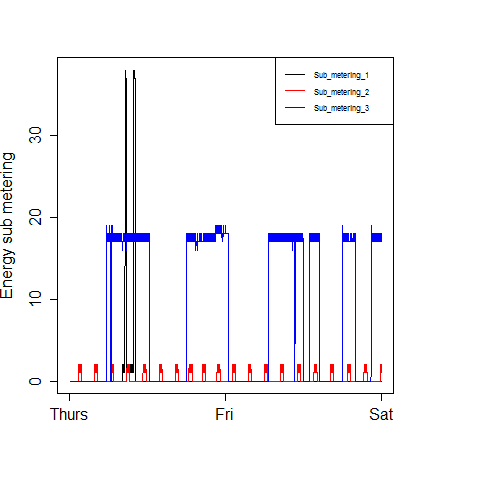 Sub_metering_1
Sub_metering_2
Sub_metering_3
Energy sub metering
30
20
10
0
Thurs Fri Sat